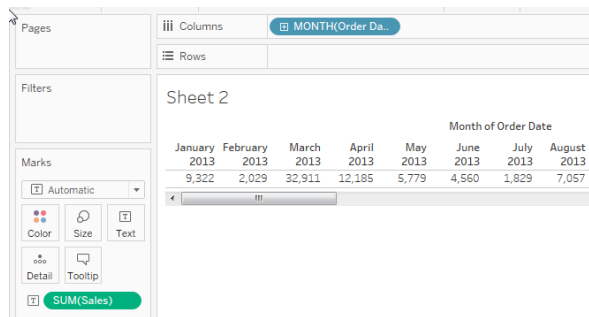 Pages
iii Columns
MONTH(Order Da..
Rows
Filters
Sheet 2
Month of Order Date
January February March April May June July August
2013 2013 2013 2013 2013 2013 2013 2013
9,322 2,029 32,911 12,185 5,779 4,560 1,829 7,057
Marks
T Automatic
T
Color Size Text
Detail Tooltip
T SUM(Sales)